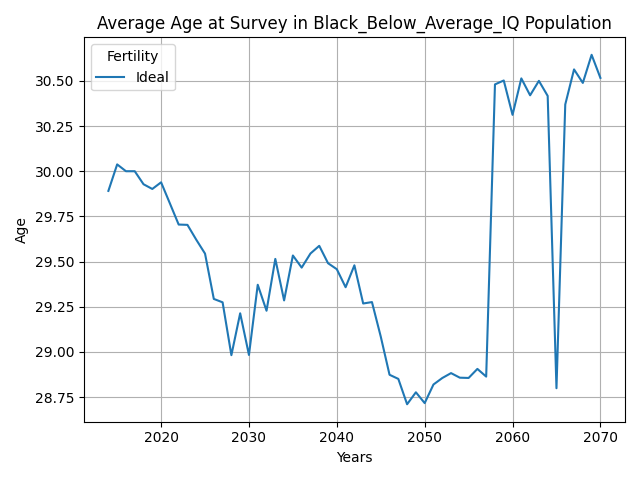 Average Age at Survey in Black_Below_Average_IQ Population
Fertility
Ideal
30.50
30.25
30.00
29.75
29.50
29.25
29.00
28.75
Age
2020 2030 2040 2050 2060 2070
Years